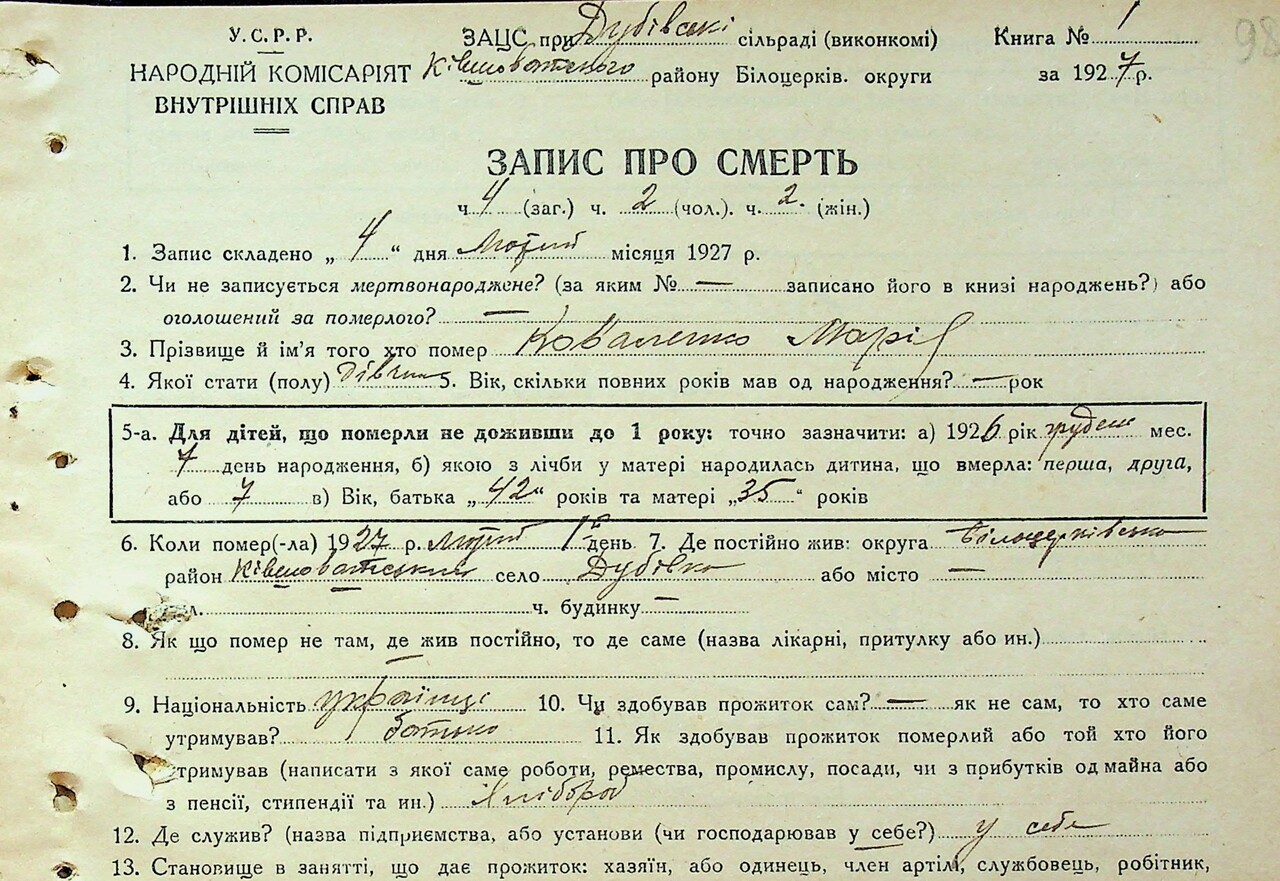 У.С.Р.Р.
НАРОДНІЙ КОМІСАРІЯТ
ВНУТРІШНІХ СПРАВ
ЗАЦС при Дубівскі сільраді (виконкомі)
Ківшоватського району Білоцерків. округи
Книга № 1
за 1927 р.
98
ЗАПИС ПРО СМЕРТЬ
ч 4 (заг.) ч. 2 (чол.). ч. 2. (жін.)
1. Запис складено „ 4 “ дня Лютий місяця 1927 р.
2. Чи не записується мертвонароджене? (за яким № — записано його в книзі народжень?) або
оголошений за померлого? —
3. Прізвище й ім'я того хто помер Коваленко Марія
4. Якої стати (полу) Дівчина 5. Вік, скільки повних років мав од народження? — рок
5-а. Для дітей, що померли не доживши до 1 року: точно зазначити: а) 1926 рік грудень мес.
день народження, б) якою з лічби у матері народилась дитина, що вмерла: перша, друга,
або 7 в) Вік, батька „42“ років та матері „35“ років
6. Коли помер(-ла) 1927 р. Лютий 1го день 7. Де постійно жив: округа Білоцерківська
район Ківшоватський село Дубівка або місто —
ч. будинку —
8. Як що помер не там, де жив постійно, то де саме (назва лікарні, притулку або ин.)
—
9. Національність українці 10. Чи здобував прожиток сам? — як не сам, то хто саме
утримував? батько 11. Як здобував прожиток померлий або той хто його
утримував (написати з якої саме роботи, ремества, промислу, посади, чи з прибутків од майна або
з пенсії, стипендії та ин.) Хлібороб
12. Де служив? (назва підприємства, або установи (чи господарював у себе?) у себе
13. Становище в занятті, що дає прожиток: хазяїн, або одинець, член артілі, службовець, робітник,